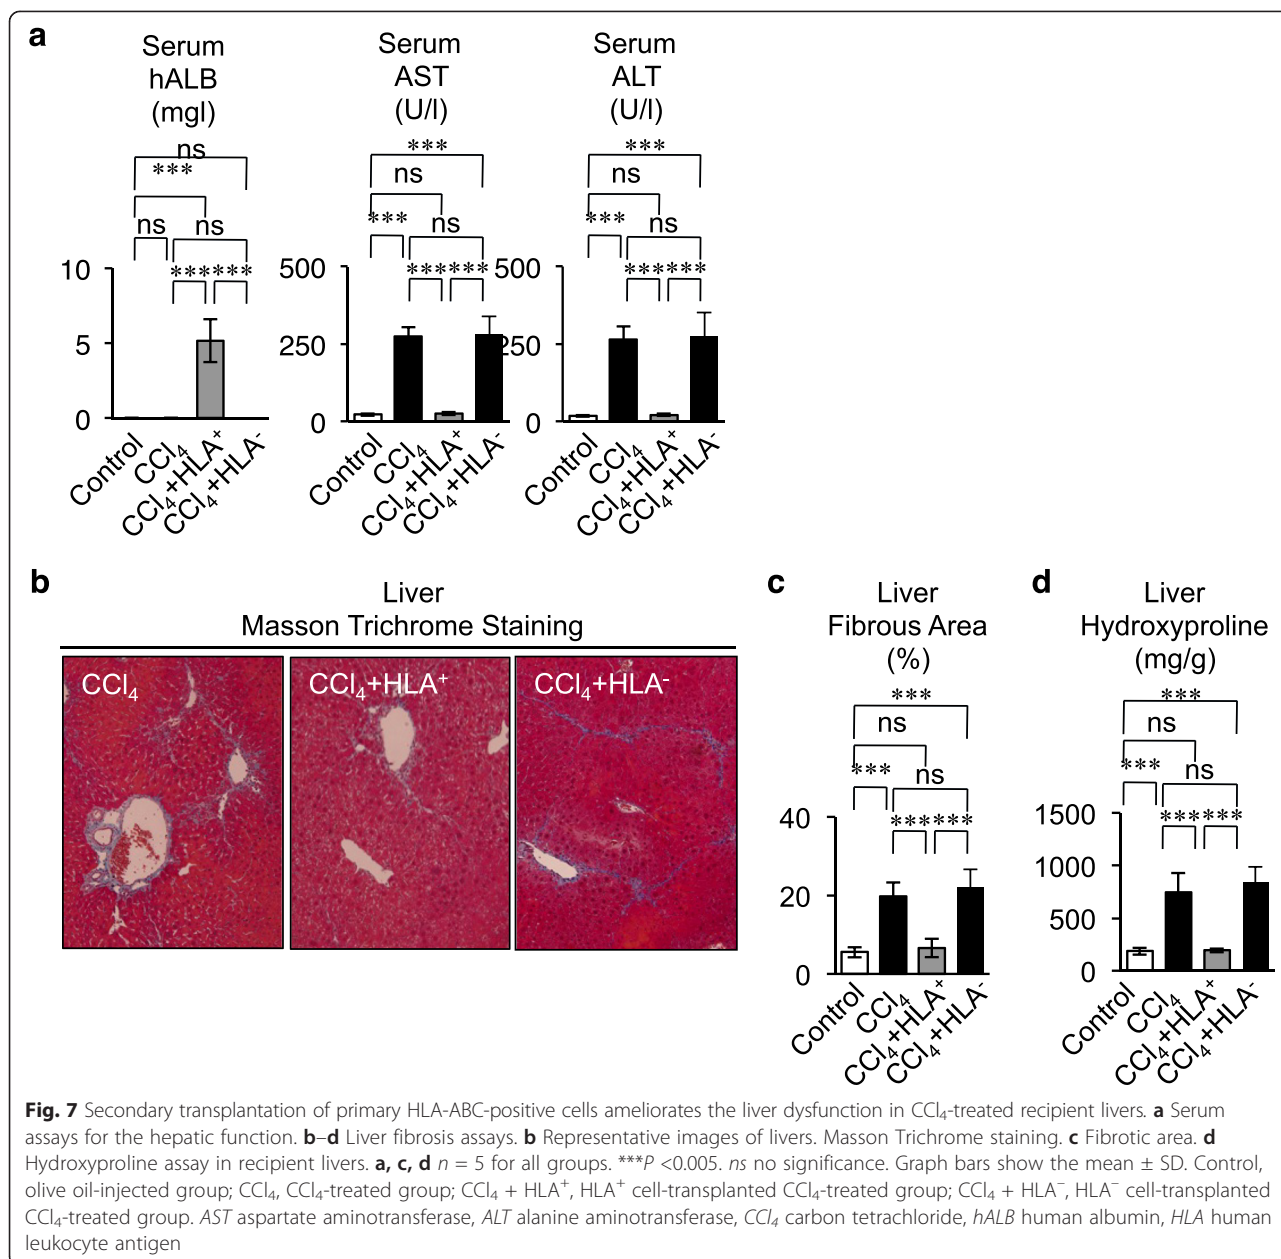 a
Serum
hALB
(mgl)
ns
***
ns ns
***
***
10
5
0
Control
CCl₄
CCl₄+HLA⁺
CCl₄+HLA⁻
Serum
AST
(U/l)
***
ns
***
ns
***
***
500
250
0
Control
CCl₄
CCl₄+HLA⁺
CCl₄+HLA⁻
Serum
ALT
(U/l)
***
ns
***
ns
***
***
500
250
0
Control
CCl₄
CCl₄+HLA⁺
CCl₄+HLA⁻
b
Liver
Masson Trichrome Staining
CCl₄
CCl₄+HLA⁺
CCl₄+HLA⁻
c
Liver
Fibrous Area
(%)
***
ns
***
ns
***
***
40
20
0
Control
CCl₄
CCl₄+HLA⁺
CCl₄+HLA⁻
d
Liver
Hydroxyproline
(mg/g)
***
ns
***
ns
***
***
1500
1000
500
0
Control
CCl₄
CCl₄+HLA⁺
CCl₄+HLA⁻
Fig. 7 Secondary transplantation of primary HLA-ABC-positive cells ameliorates the liver dysfunction in CCl₄-treated recipient livers. a Serum
assays for the hepatic function. b–d Liver fibrosis assays. b Representative images of livers. Masson Trichrome staining. c Fibrotic area. d
Hydroxyproline assay in recipient livers. a, c, d n = 5 for all groups. ***P <0.005. ns no significance. Graph bars show the mean ± SD. Control,
olive oil-injected group; CCl₄, CCl₄-treated group; CCl₄ + HLA⁺, HLA⁺ cell-transplanted CCl₄-treated group; CCl₄ + HLA⁻, HLA⁻ cell-transplanted
CCl₄-treated group. AST aspartate aminotransferase, ALT alanine aminotransferase, CCl₄ carbon tetrachloride, hALB human albumin, HLA human
leukocyte antigen